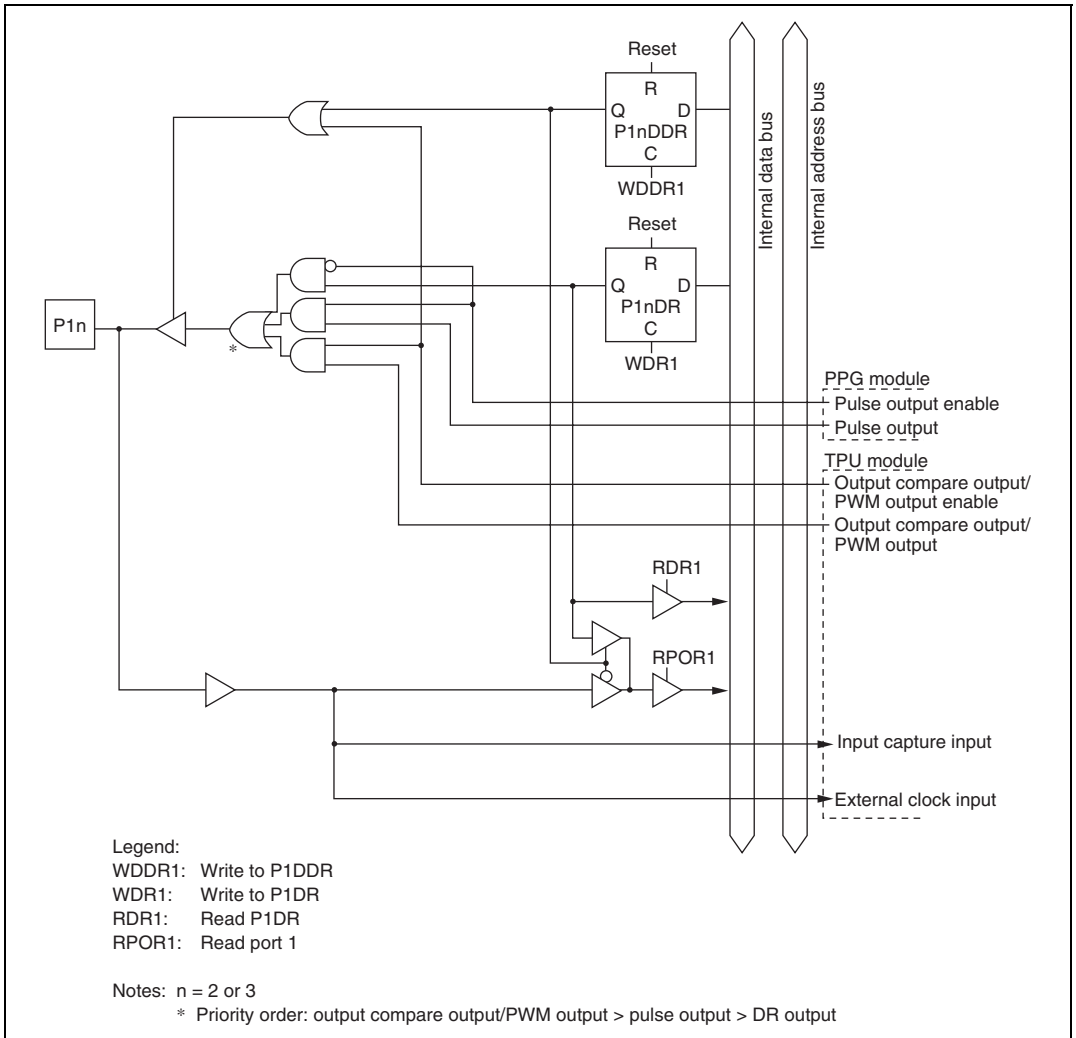 Reset
R
Q D
P1nDDR
C
WDDR1
Internal data bus
Internal address bus
Reset
R
Q D
P1nDR
C
WDR1
P1n
*
PPG module
Pulse output enable
Pulse output
TPU module
Output compare output/
PWM output enable
Output compare output/
PWM output
RDR1
RPOR1
Input capture input
External clock input
Legend:
WDDR1: Write to P1DDR
WDR1: Write to P1DR
RDR1: Read P1DR
RPOR1: Read port 1
Notes: n = 2 or 3
* Priority order: output compare output/PWM output > pulse output > DR output